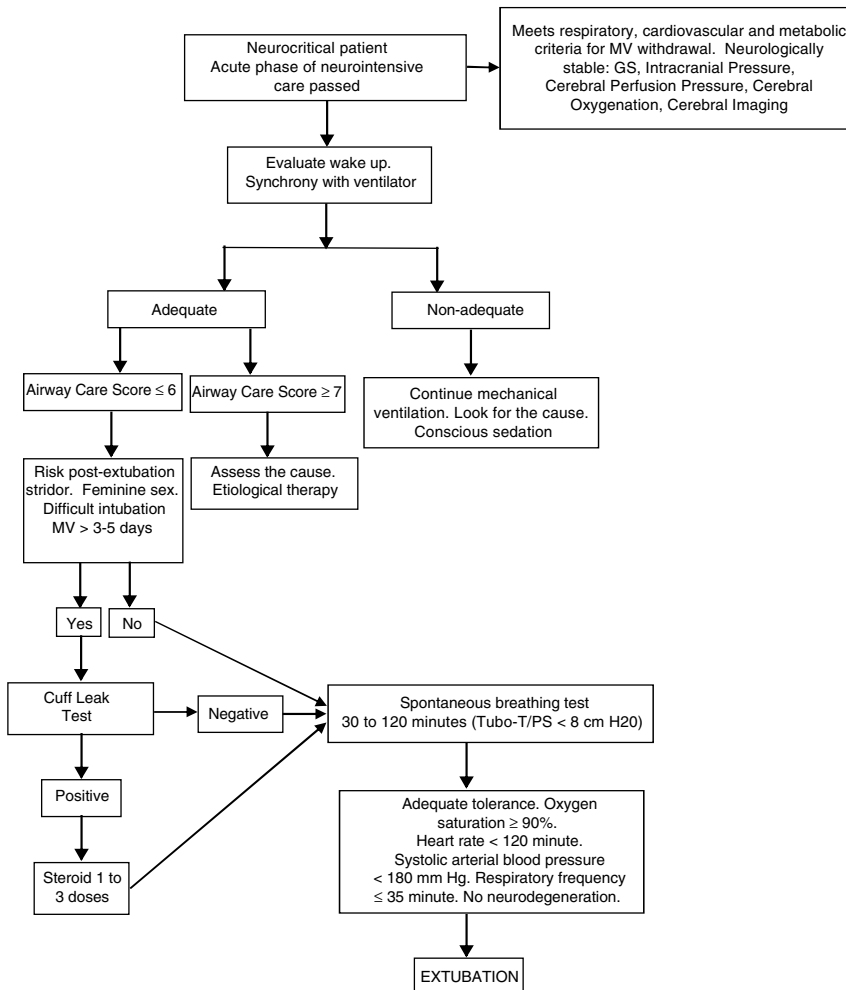 Neurocritical patient
Acute phase of neurointensive
care passed
Meets respiratory, cardiovascular and metabolic
criteria for MV withdrawal. Neurologically
stable: GS, Intracranial Pressure,
Cerebral Perfusion Pressure, Cerebral
Oxygenation, Cerebral Imaging
Evaluate wake up.
Synchrony with ventilator
Adequate
Non-adequate
Airway Care Score ≤ 6
Airway Care Score ≥ 7
Continue mechanical
ventilation. Look for the cause.
Conscious sedation
Risk post-extubation
stridor. Feminine sex.
Difficult intubation
MV > 3-5 days
Assess the cause.
Etiological therapy
Yes
No
Cuff Leak
Test
Negative
Spontaneous breathing test
30 to 120 minutes (Tubo-T/PS < 8 cm H20)
Positive
Steroid 1 to
3 doses
Adequate tolerance. Oxygen
saturation ≥ 90%.
Heart rate < 120 minute.
Systolic arterial blood pressure
< 180 mm Hg. Respiratory frequency
≤ 35 minute. No neurodegeneration.
EXTUBATION